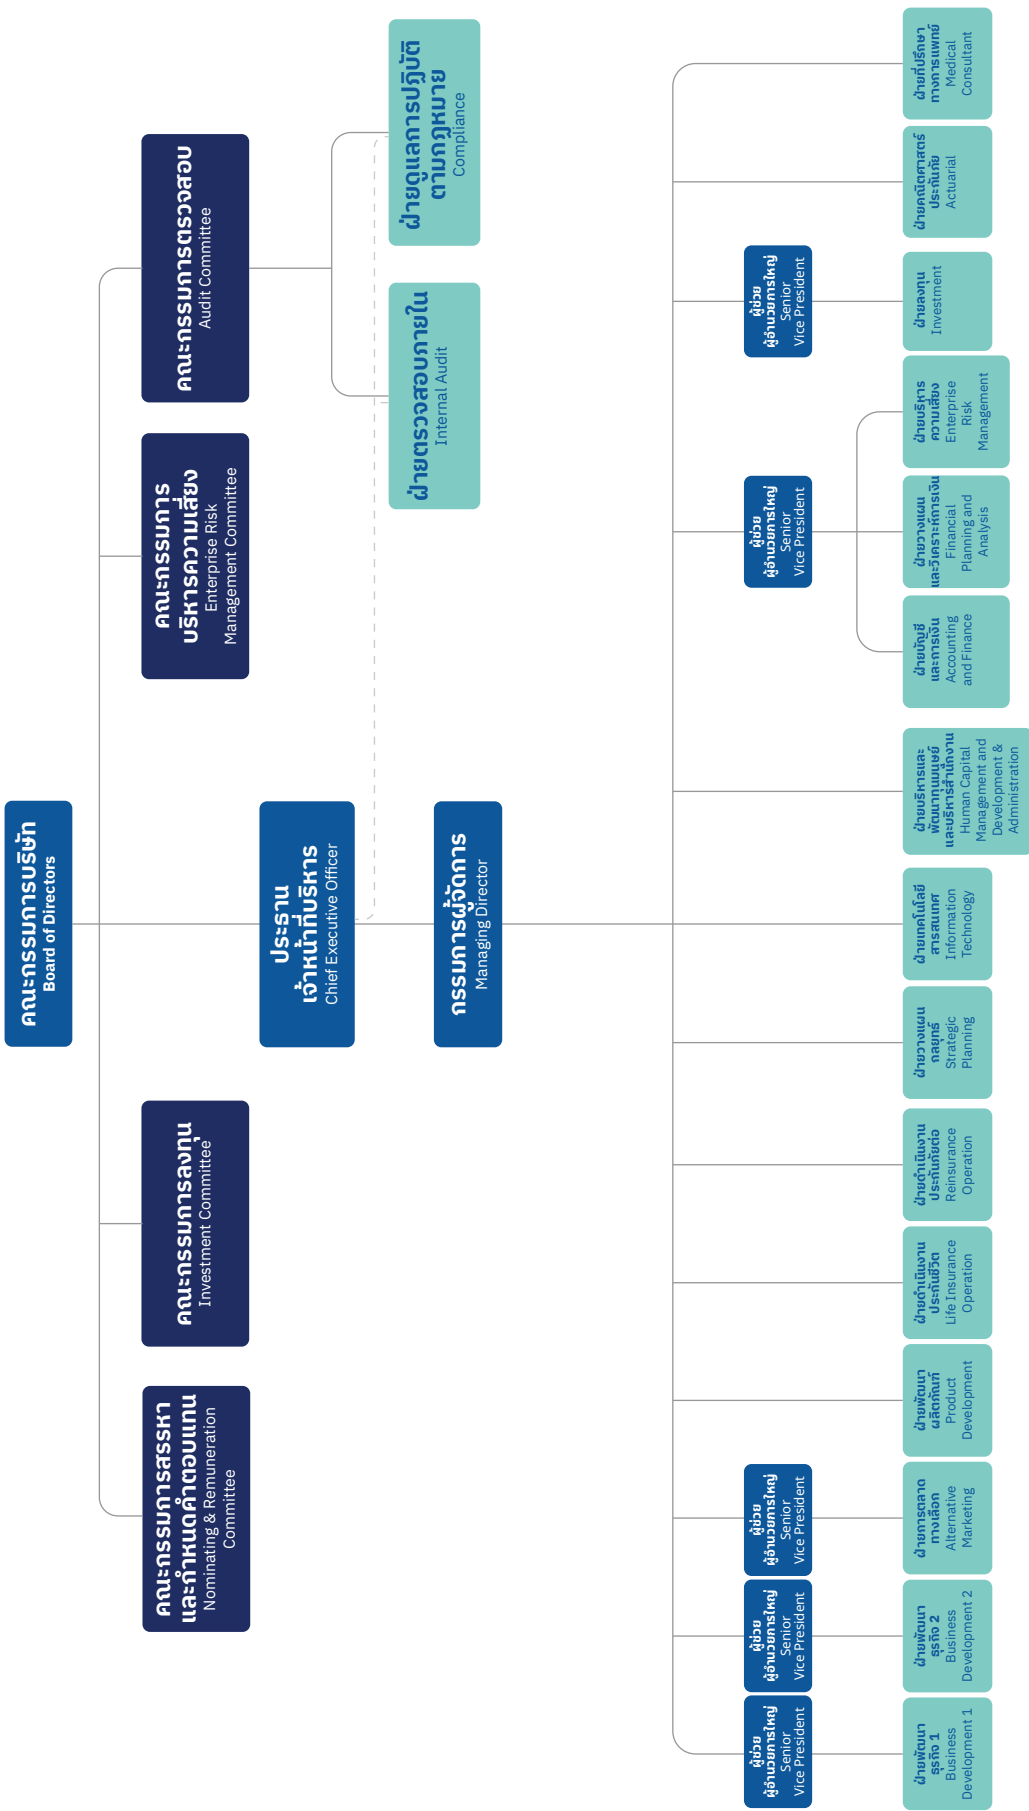 คณะกรรมการบริษัท
Board of Directors
คณะกรรมการสรรหา
และกำหนดค่าตอบแทน
Nominating & Remuneration
Committee
คณะกรรมการลงทุน
Investment Committee
คณะกรรมการ
บริหารความเสี่ยง
Enterprise Risk
Management Committee
คณะกรรมการตรวจสอบ
Audit Committee
ประธาน
เจ้าหน้าที่บริหาร
Chief Executive Officer
ฝ่ายตรวจสอบภายใน
Internal Audit
ฝ่ายดูแลการปฏิบัติ
ตามกฎหมาย
Compliance
กรรมการผู้จัดการ
Managing Director
ผู้ช่วย
ผู้อำนวยการใหญ่
Senior
Vice President
ผู้ช่วย
ผู้อำนวยการใหญ่
Senior
Vice President
ผู้ช่วย
ผู้อำนวยการใหญ่
Senior
Vice President
ผู้ช่วย
ผู้อำนวยการใหญ่
Senior
Vice President
ผู้ช่วย
ผู้อำนวยการใหญ่
Senior
Vice President
ฝ่ายพัฒนา
ธุรกิจ 1
Business
Development 1
ฝ่ายพัฒนา
ธุรกิจ 2
Business
Development 2
ฝ่ายการตลาด
ทางเลือก
Alternative
Marketing
ฝ่ายพัฒนา
ผลิตภัณฑ์
Product
Development
ฝ่ายดำเนินงาน
ประกันชีวิต
Life Insurance
Operation
ฝ่ายดำเนินงาน
ประกันภัยต่อ
Reinsurance
Operation
ฝ่ายวางแผน
กลยุทธ์
Strategic
Planning
ฝ่ายเทคโนโลยี
สารสนเทศ
Information
Technology
ฝ่ายบริหารและ
พัฒนาทุนมนุษย์
และบริหารสำนักงาน
Human Capital
Management and
Development &
Administration
ฝ่ายบัญชี
และการเงิน
Accounting
and Finance
ฝ่ายวางแผน
และวิเคราะห์การเงิน
Financial
Planning and
Analysis
ฝ่ายบริหาร
ความเสี่ยง
Enterprise
Risk
Management
ฝ่ายลงทุน
Investment
ฝ่ายคณิตศาสตร์
ประกันภัย
Actuarial
ฝ่ายที่ปรึกษา
ทางการแพทย์
Medical
Consultant